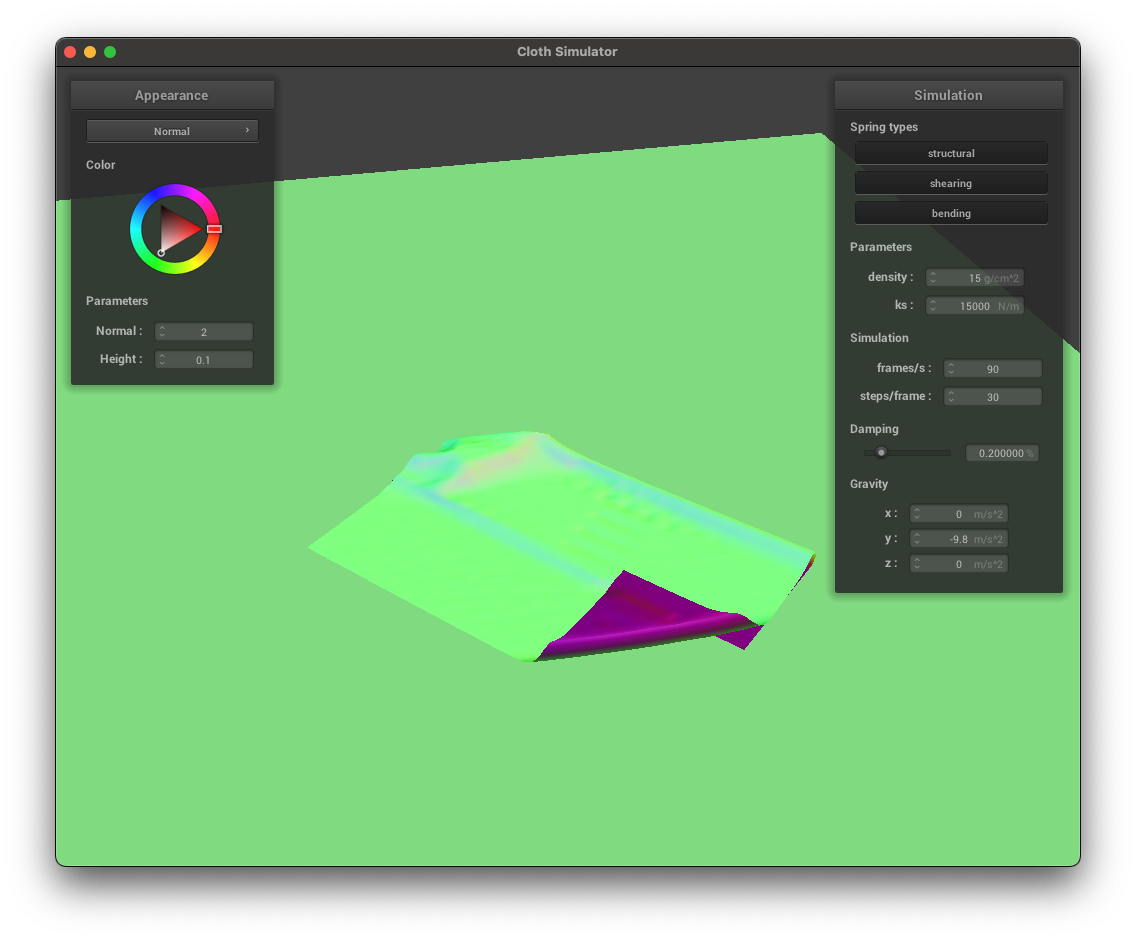 Cloth Simulator
Appearance
Normal
Color
Parameters
Normal : 2
Height : 0.1
Simulation
Spring types
structural
shearing
bending
Parameters
density : 15 g/cm^2
ks : 15000 N/m
Simulation
frames/s : 90
steps/frame : 30
Damping
0.200000 %
Gravity
x : 0 m/s^2
y : -9.8 m/s^2
z : 0 m/s^2